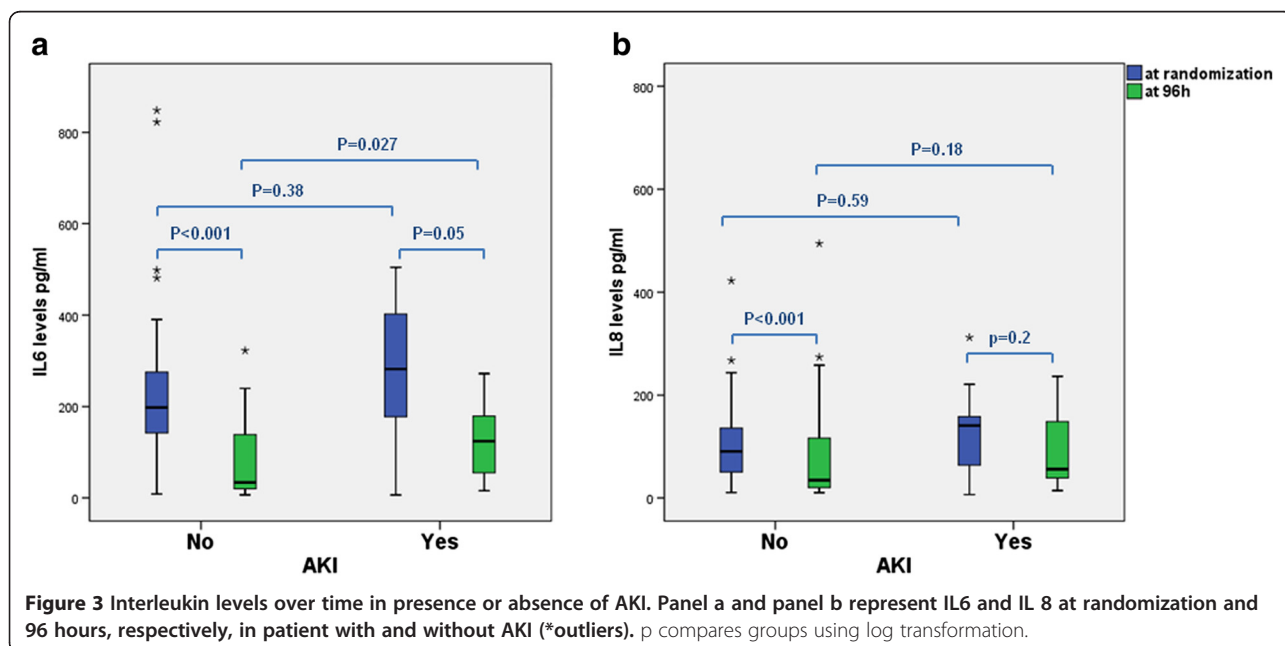 a
b
at randomization
at 96h
IL6 levels pg/ml
800
600
400
200
0
*
*
*
*
*
P=0.027
P=0.38
P<0.001
P=0.05
No
Yes
AKI
IL8 levels pg/ml
800
600
400
200
0
*
*
*
*
*
P=0.18
P=0.59
P<0.001
p=0.2
No
Yes
AKI
Figure 3 Interleukin levels over time in presence or absence of AKI. Panel a and panel b represent IL6 and IL 8 at randomization and
96 hours, respectively, in patient with and without AKI (*outliers). p compares groups using log transformation.